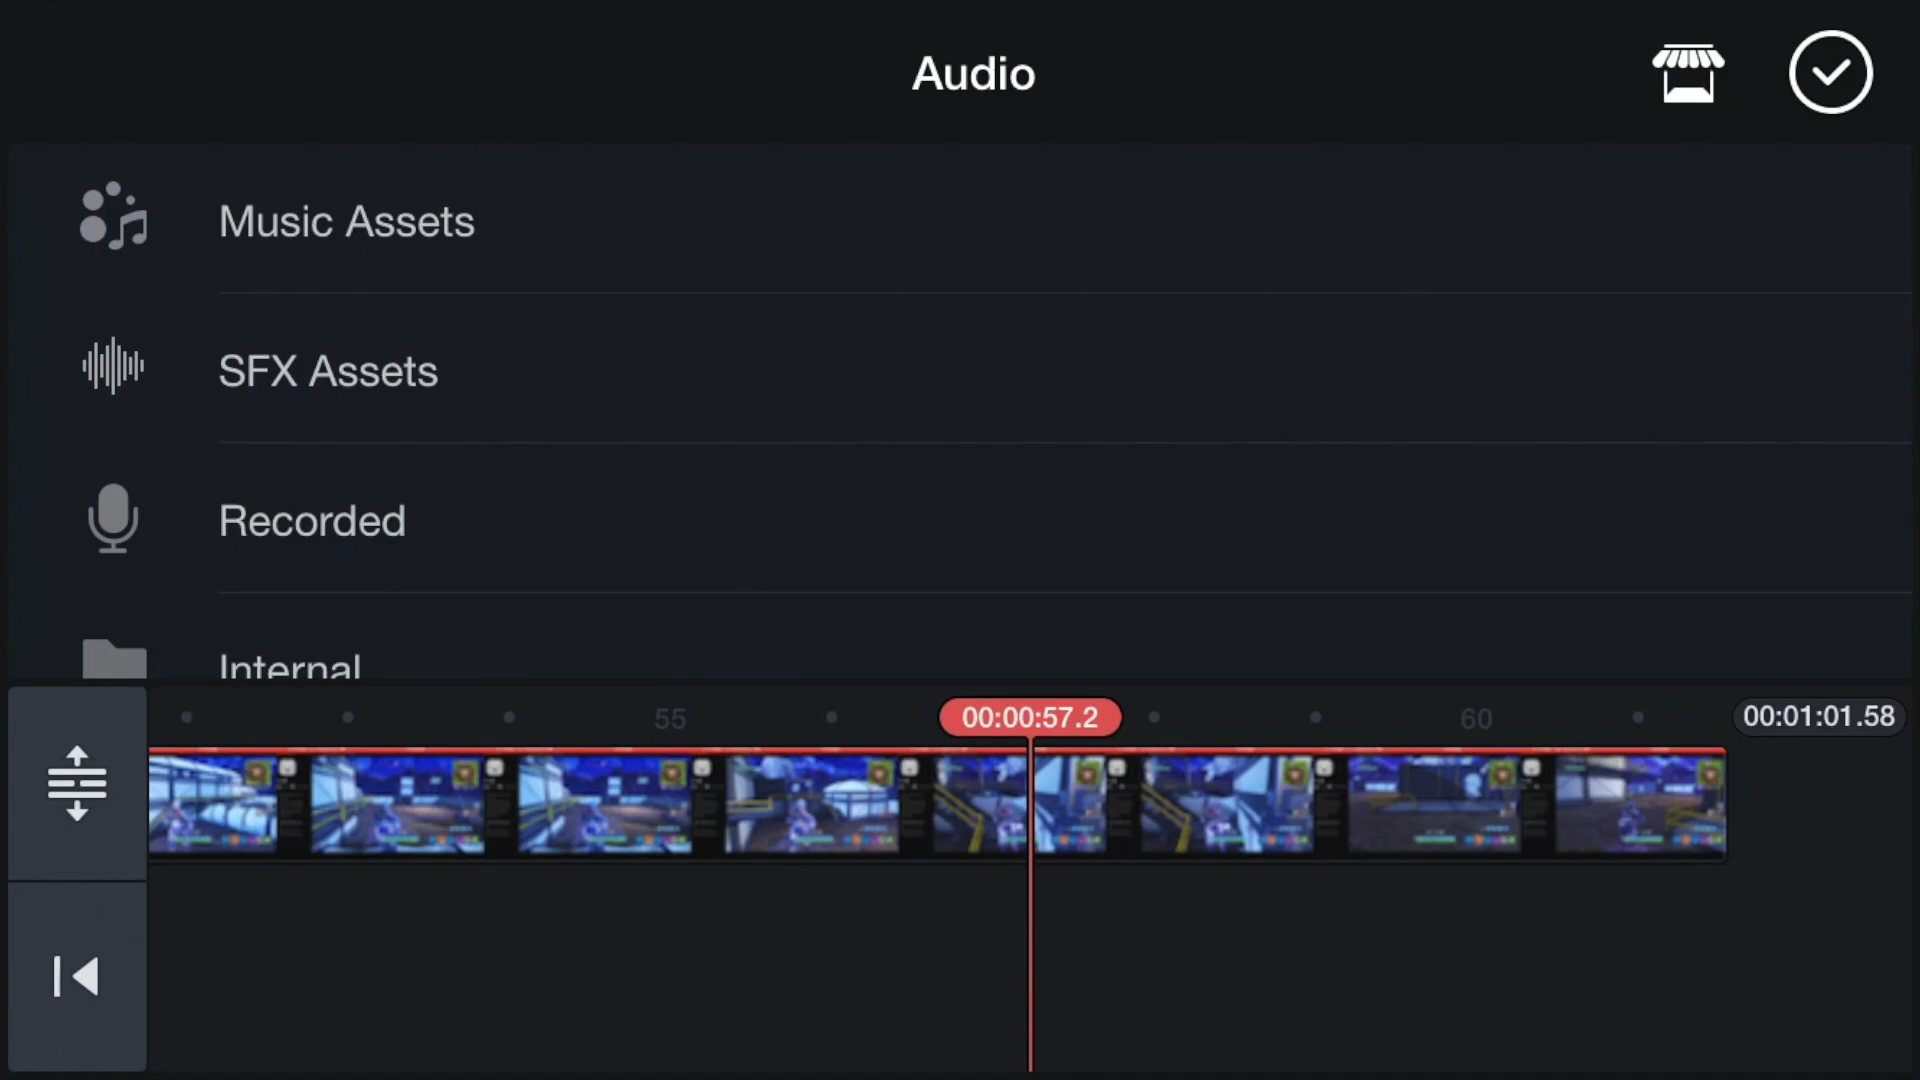 Audio
Music Assets
SFX Assets
Recorded
Internal
55
00:00:57.2
60
00:01:01.58